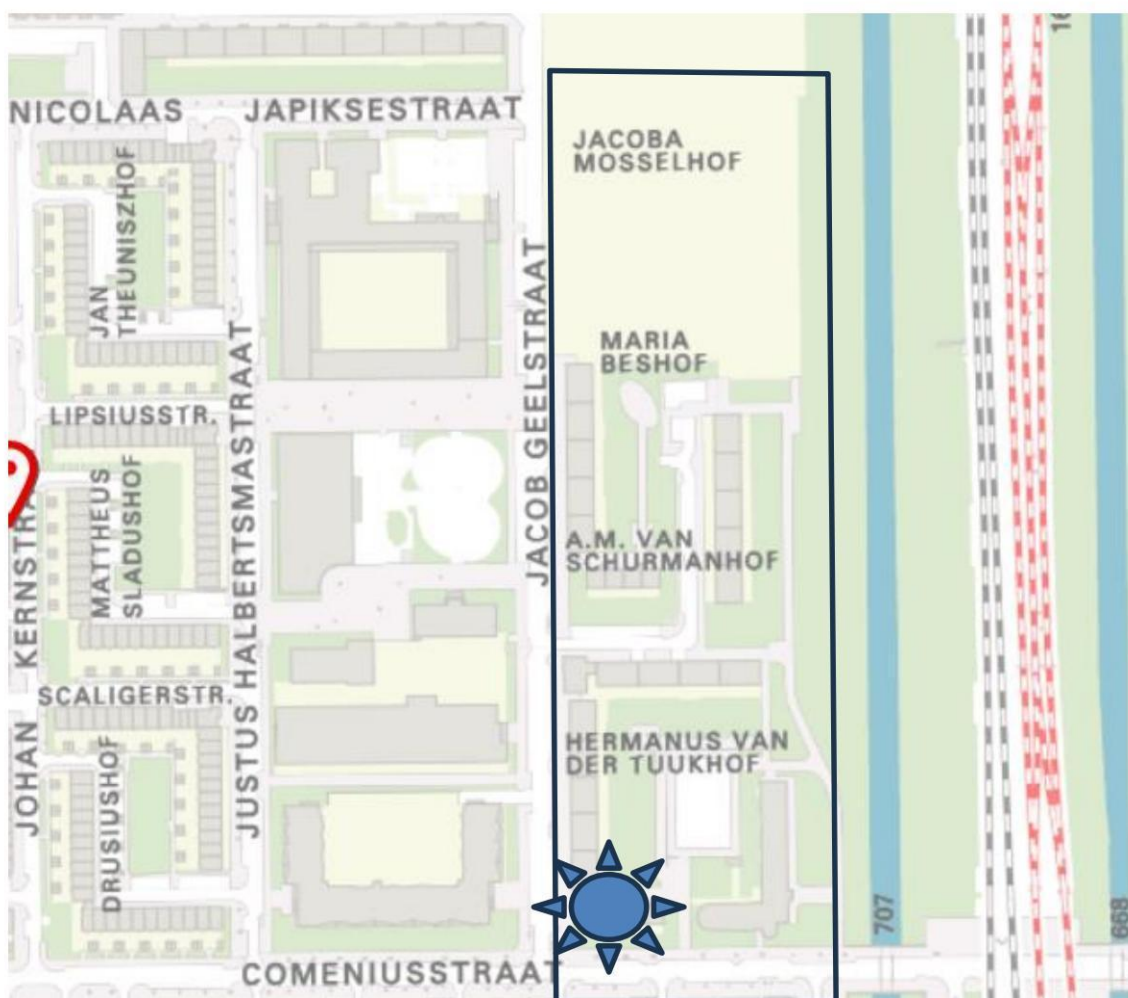 16
NICOLAAS JAPIKSESTRAAT
JACOBA
MOSSELHOF
JAN
THEUNISZHOF
MARIA
BESHOF
JACOB GEELSTRAAT
LIPSIUSSTR.
JUSTUS HALBERTSMASTRAAT
MATTHEUS
SLADUSHOF
A.M. VAN
SCHURMANHOF
JOHAN KERNSTRA
SCALIGERSTR.
HERMANUS VAN
DER TUUKHOF
DRUSIUSHOF
707
668
COMENIUSSTRAAT